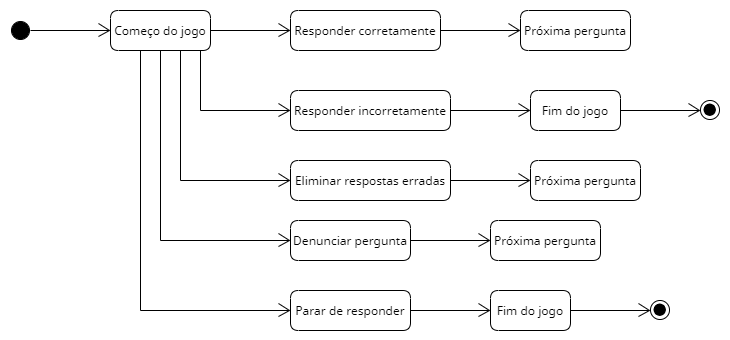 Começo do jogo
Responder corretamente
Próxima pergunta
Responder incorretamente
Fim do jogo
Eliminar respostas erradas
Próxima pergunta
Denunciar pergunta
Próxima pergunta
Parar de responder
Fim do jogo